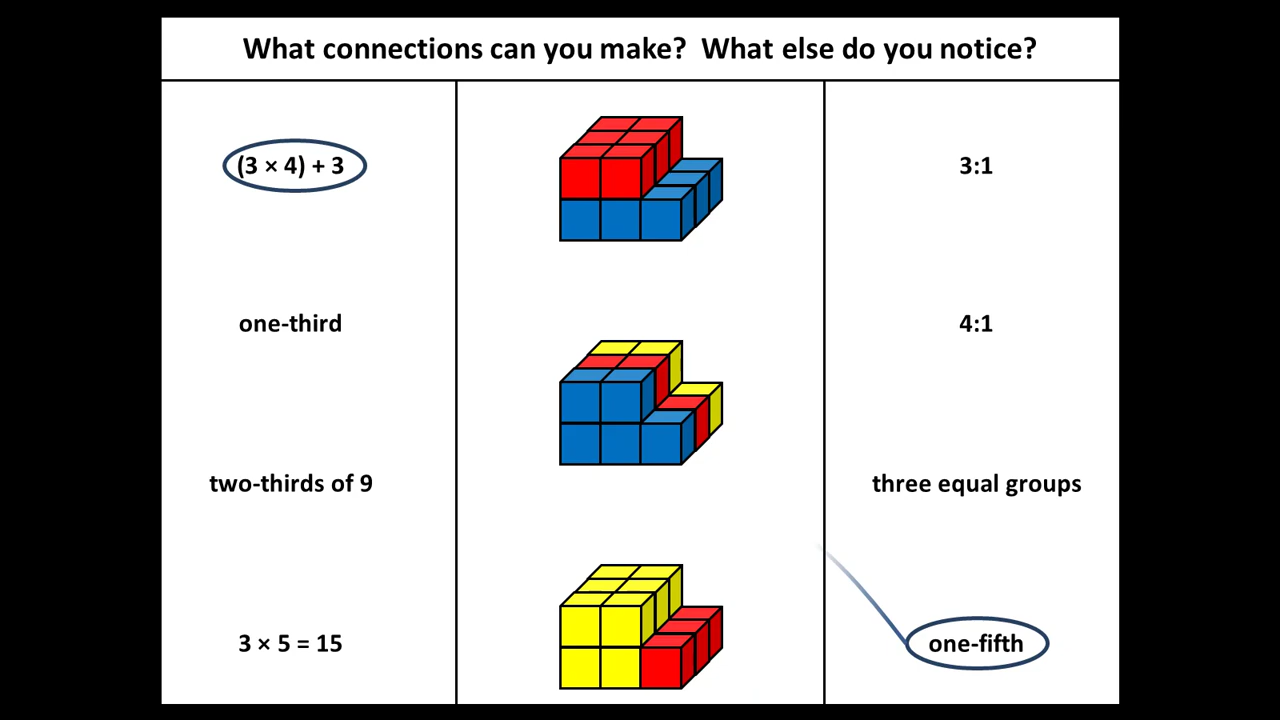 What connections can you make?  What else do you notice?
(3 × 4) + 3
3:1
one-third
4:1
two-thirds of 9
three equal groups
3 × 5 = 15
one-fifth